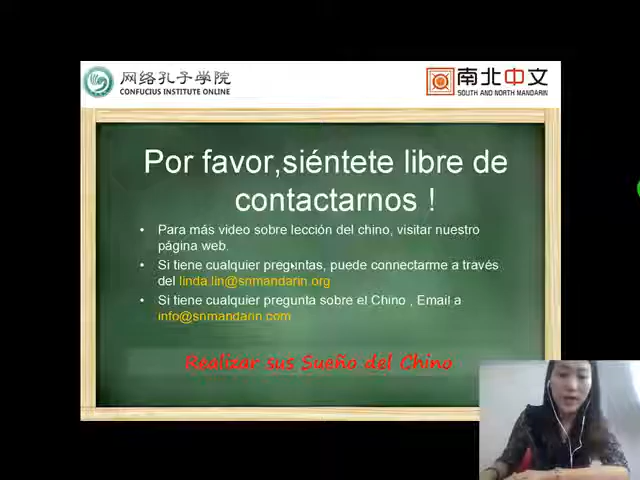 网络孔子学院
CONFUCIUS INSTITUTE ONLINE
南北中文
SOUTH AND NORTH MANDARIN
Por favor,siéntete libre de
contactarnos !
• Para más video sobre lección del chino, visitar nuestro
página web.
• Si tiene cualquier preguntas, puede connectarme a través
del linda.lin@snmandarin.org
• Si tiene cualquier pregunta sobre el Chino , Email a
info@snmandarin.com
Realizar sus Sueño del Chino